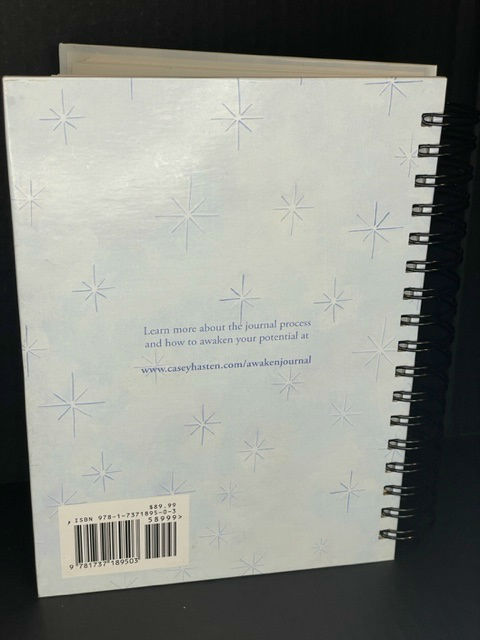 Learn more about the journal process
and how to awaken your potential at
www.caseyhasten.com/awakenjournal
$89.99
ISBN 978-1-7371895-0-3
58999>
9 781737 189503